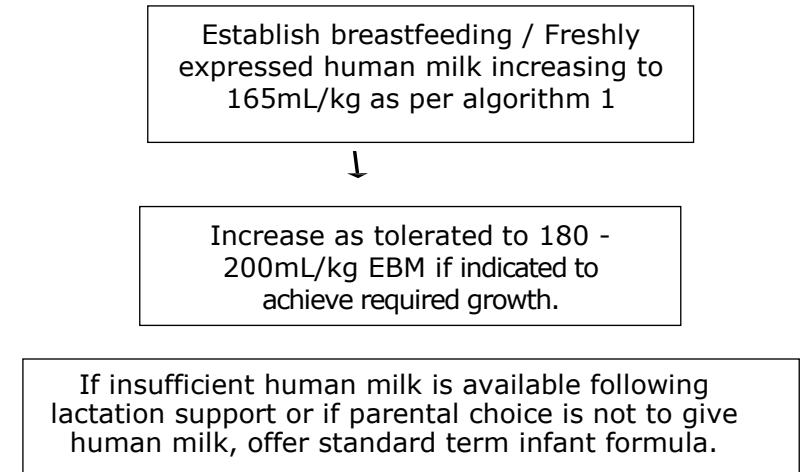 Establish breastfeeding / Freshly
expressed human milk increasing to
165mL/kg as per algorithm 1
Increase as tolerated to 180 -
200mL/kg EBM if indicated to
achieve required growth.
If insufficient human milk is available following
lactation support or if parental choice is not to give
human milk, offer standard term infant formula.